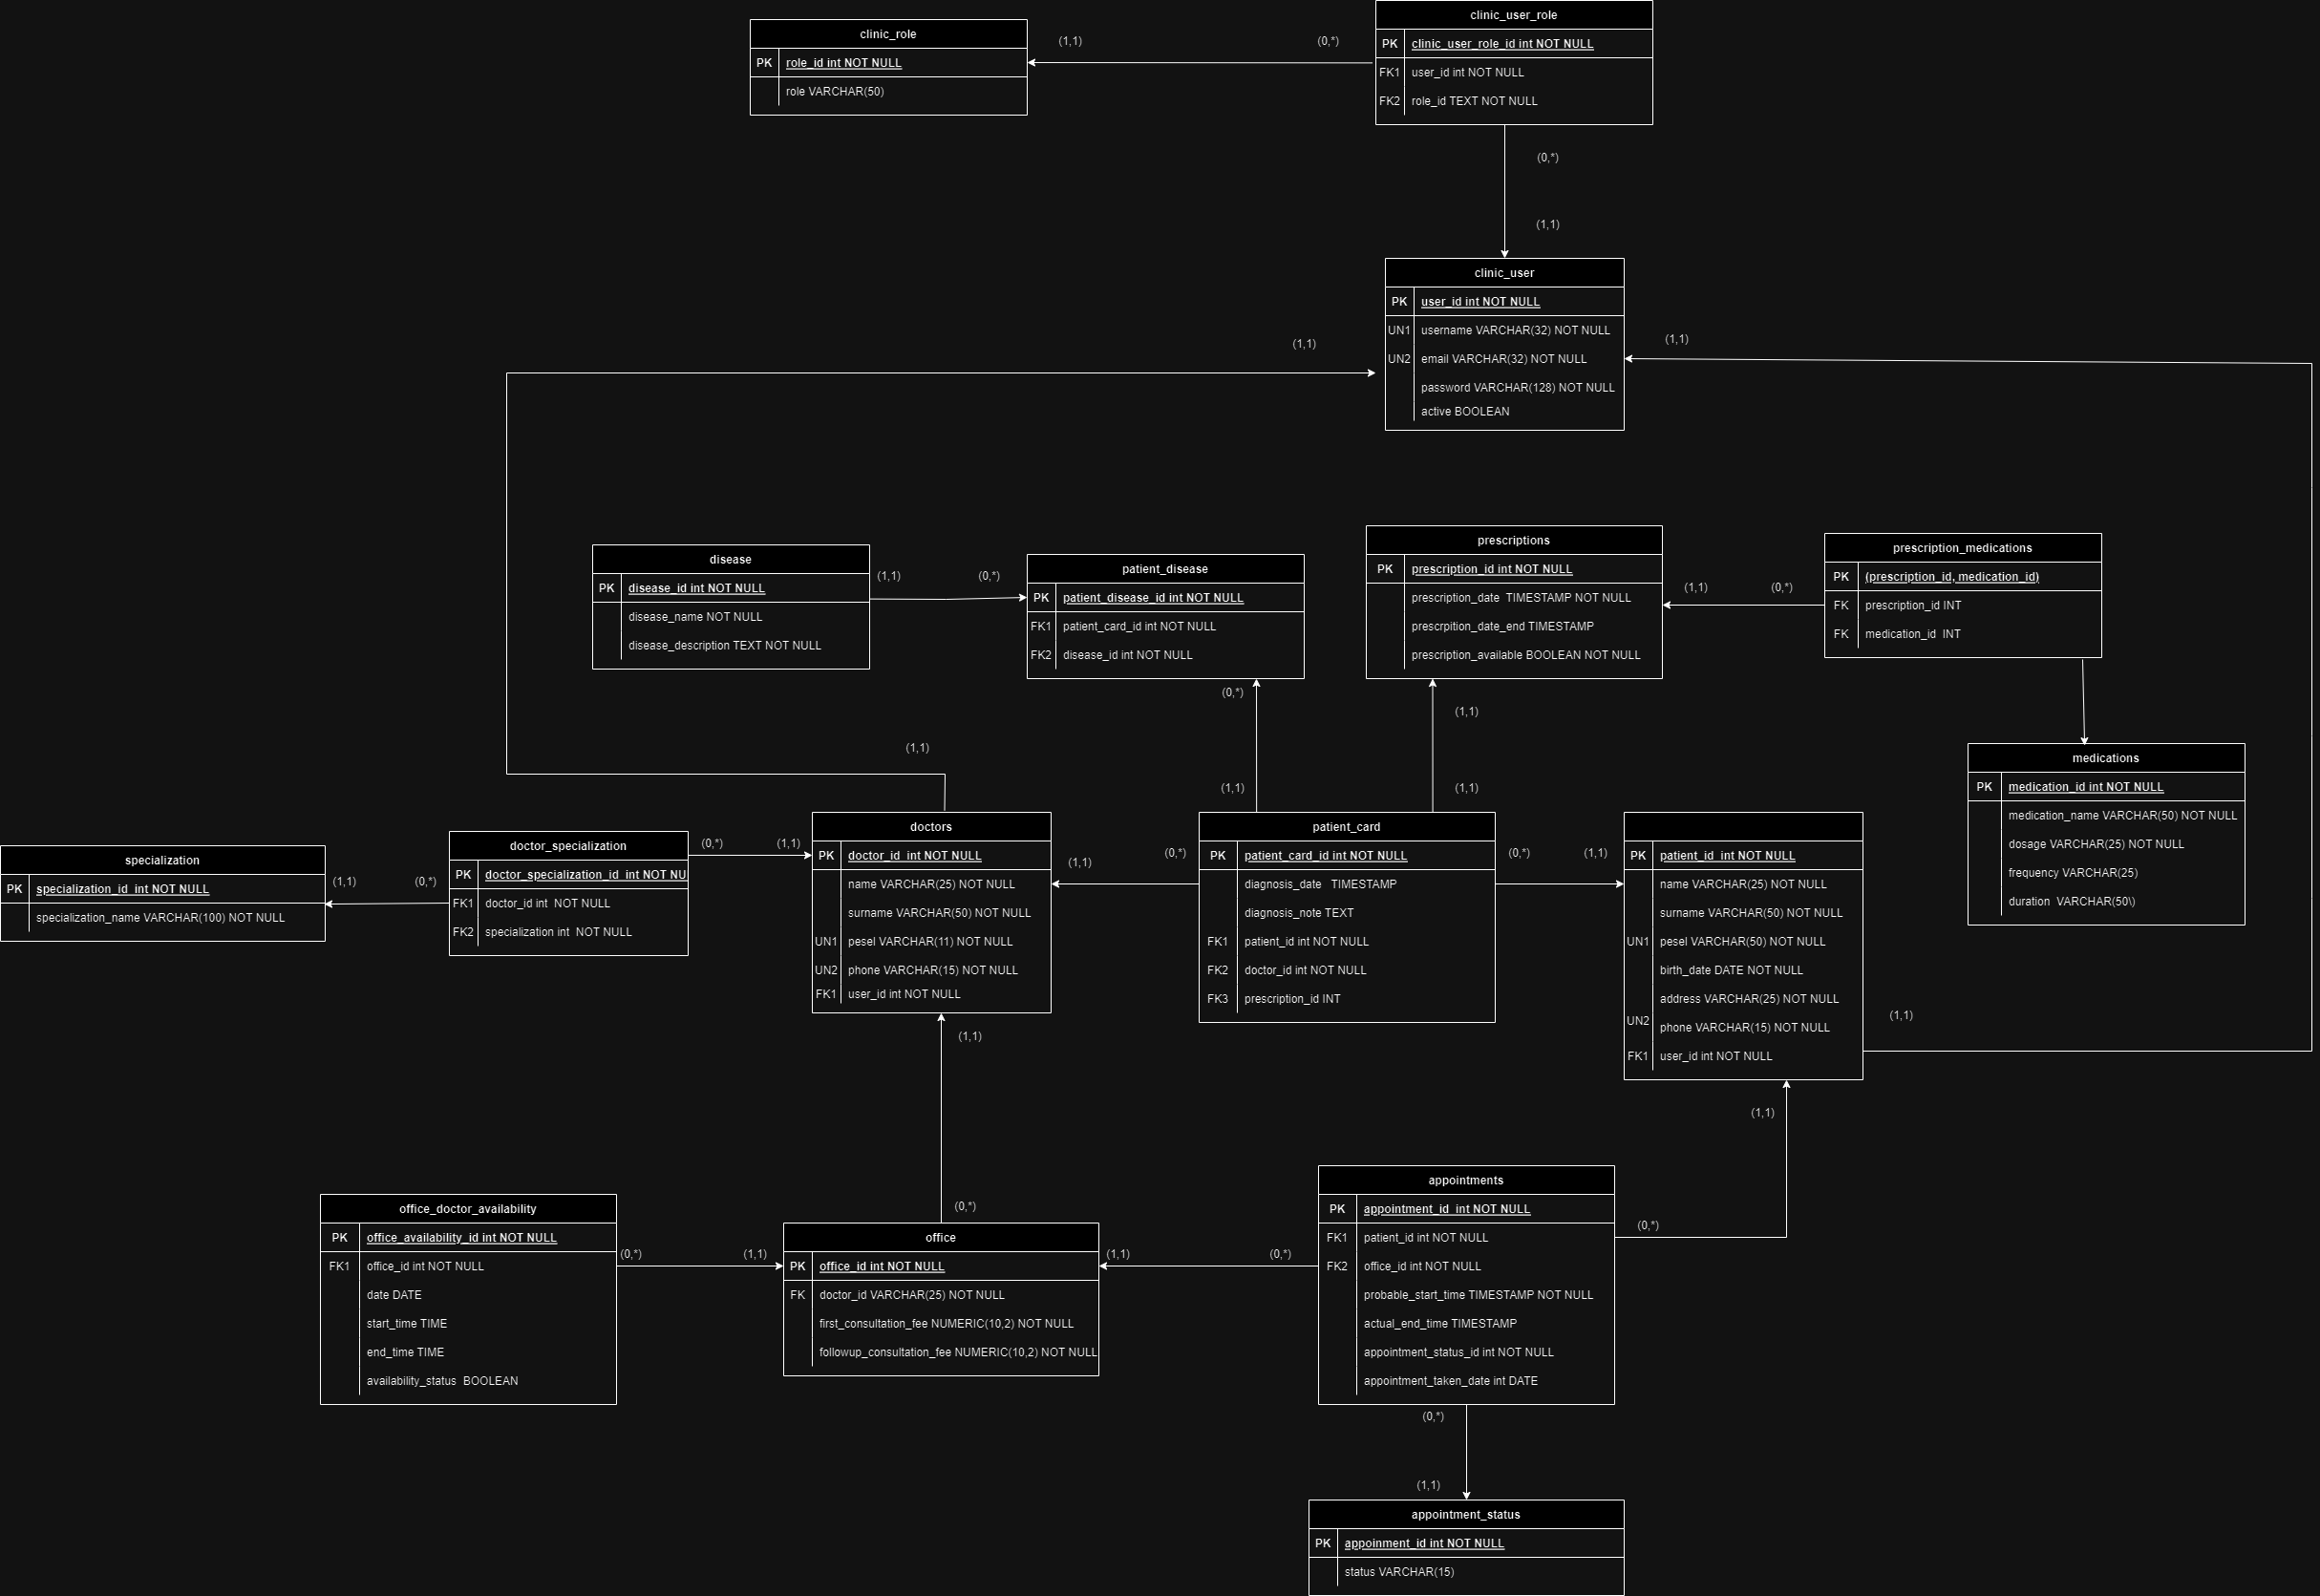 clinic_user_role
PK clinic_user_role_id int NOT NULL
FK1 user_id int NOT NULL
FK2 role_id TEXT NOT NULL
clinic_role
PK role_id int NOT NULL
role VARCHAR(50)
(1,1)
(0,*)
(0,*)
(1,1)
clinic_user
PK user_id int NOT NULL
UN1 username VARCHAR(32) NOT NULL
UN2 email VARCHAR(32) NOT NULL
password VARCHAR(128) NOT NULL
active BOOLEAN
(1,1)
(1,1)
disease
PK disease_id int NOT NULL
disease_name NOT NULL
disease_description TEXT NOT NULL
(1,1)
(0,*)
patient_disease
PK patient_disease_id int NOT NULL
FK1 patient_card_id int NOT NULL
FK2 disease_id int NOT NULL
(0,*)
(1,1)
prescriptions
PK prescription_id int NOT NULL
prescription_date  TIMESTAMP NOT NULL
prescrpition_date_end TIMESTAMP
prescription_available BOOLEAN NOT NULL
(1,1)
(1,1)
(1,1)
(0,*)
prescription_medications
PK (prescription_id, medication_id)
FK prescription_id INT
FK medication_id  INT
medications
PK medication_id int NOT NULL
medication_name VARCHAR(50) NOT NULL
dosage VARCHAR(25) NOT NULL
frequency VARCHAR(25)
duration  VARCHAR(50\)
(1,1)
specialization
PK specialization_id  int NOT NULL
specialization_name VARCHAR(100) NOT NULL
(1,1)
(0,*)
doctor_specialization
PK doctor_specialization_id  int NOT NU
FK1 doctor_id int  NOT NULL
FK2 specialization int  NOT NULL
(0,*)
(1,1)
doctors
PK doctor_id  int NOT NULL
name VARCHAR(25) NOT NULL
surname VARCHAR(50) NOT NULL
UN1 pesel VARCHAR(11) NOT NULL
UN2 phone VARCHAR(15) NOT NULL
FK1 user_id int NOT NULL
(1,1)
(0,*)
patient_card
PK patient_card_id int NOT NULL
diagnosis_date   TIMESTAMP
diagnosis_note TEXT
FK1 patient_id int NOT NULL
FK2 doctor_id int NOT NULL
FK3 prescription_id INT
(0,*)
(1,1)
PK patient_id  int NOT NULL
name VARCHAR(25) NOT NULL
surname VARCHAR(50) NOT NULL
UN1 pesel VARCHAR(50) NOT NULL
birth_date DATE NOT NULL
address VARCHAR(25) NOT NULL
UN2 phone VARCHAR(15) NOT NULL
FK1 user_id int NOT NULL
(1,1)
(1,1)
(0,*)
(1,1)
(0,*)
office_doctor_availability
PK office_availability_id int NOT NULL
FK1 office_id int NOT NULL
date DATE
start_time TIME
end_time TIME
availability_status  BOOLEAN
(0,*)
(1,1)
office
PK office_id int NOT NULL
FK doctor_id VARCHAR(25) NOT NULL
first_consultation_fee NUMERIC(10,2) NOT NULL
followup_consultation_fee NUMERIC(10,2) NOT NULL
(1,1)
(0,*)
appointments
PK appointment_id  int NOT NULL
FK1 patient_id int NOT NULL
FK2 office_id int NOT NULL
probable_start_time TIMESTAMP NOT NULL
actual_end_time TIMESTAMP
appointment_status_id int NOT NULL
appointment_taken_date int DATE
(0,*)
(1,1)
appointment_status
PK appoinment_id int NOT NULL
status VARCHAR(15)